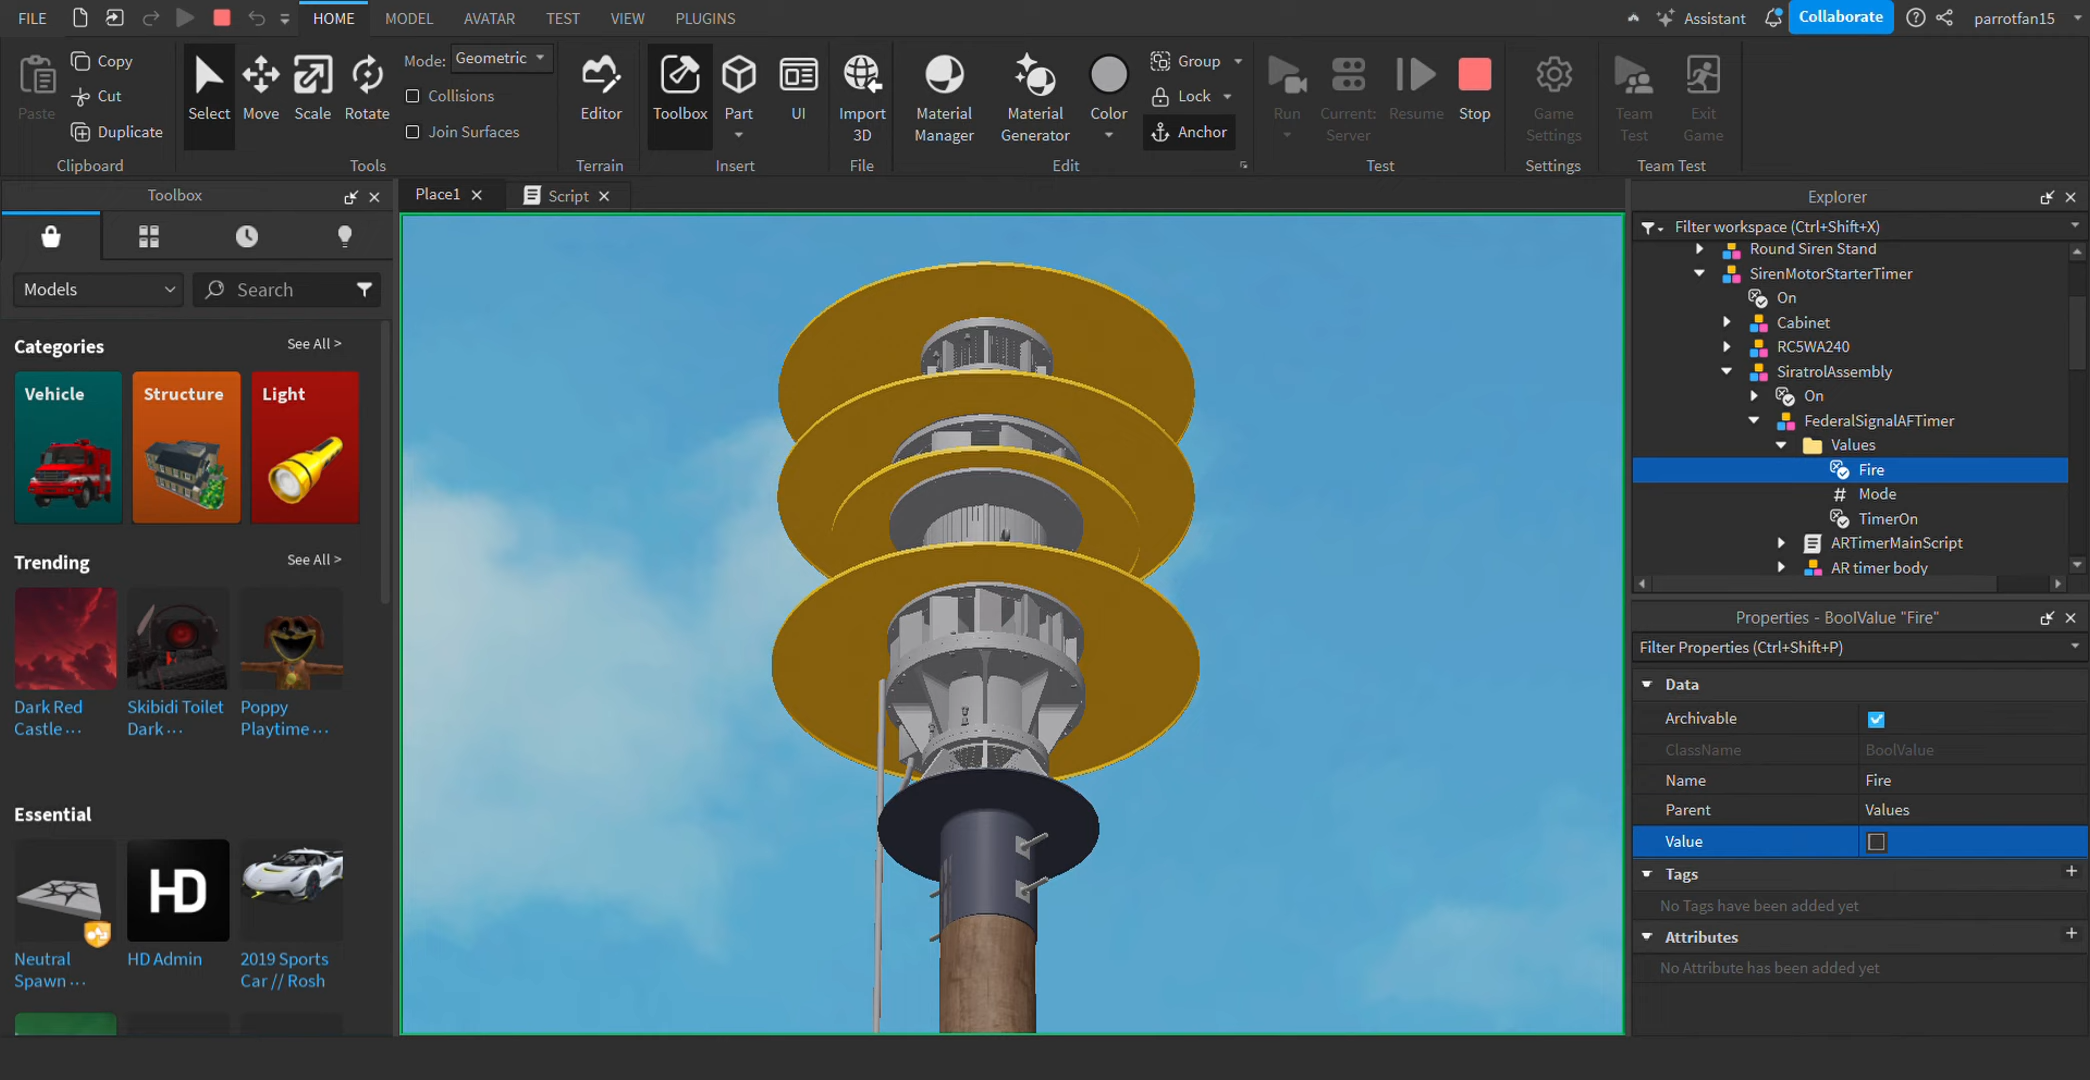 FILE HOME MODEL AVATAR TEST VIEW PLUGINS Assistant Collaborate parrotfan15
Paste Copy Cut Duplicate Clipboard
Select Move Scale Rotate Mode: Geometric Collisions Join Surfaces Tools
Editor Terrain
Toolbox Part UI Insert
Import 3D File
Material Manager Material Generator Color Group Lock Anchor Edit
Run Current: Server Resume Stop Test
Game Settings Settings
Team Test Exit Game Team Test
Toolbox
Models Search
Categories See All >
Vehicle Structure Light
Trending See All >
Dark Red Castle ···
Skibidi Toilet Dark ···
Poppy Playtime ···
Essential
HD
Neutral Spawn ···
HD Admin
2019 Sports Car // Rosh
Place1 Script
Explorer
Filter workspace (Ctrl+Shift+X)
Round Siren Stand
SirenMotorStarterTimer
On
Cabinet
RC5WA240
SiratrolAssembly
On
FederalSignalAFTimer
Values
Fire
# Mode
TimerOn
ARTimerMainScript
AR timer body
Properties - BoolValue "Fire"
Filter Properties (Ctrl+Shift+P)
Data
Archivable
ClassName BoolValue
Name Fire
Parent Values
Value
Tags +
No Tags have been added yet
Attributes +
No Attribute has been added yet